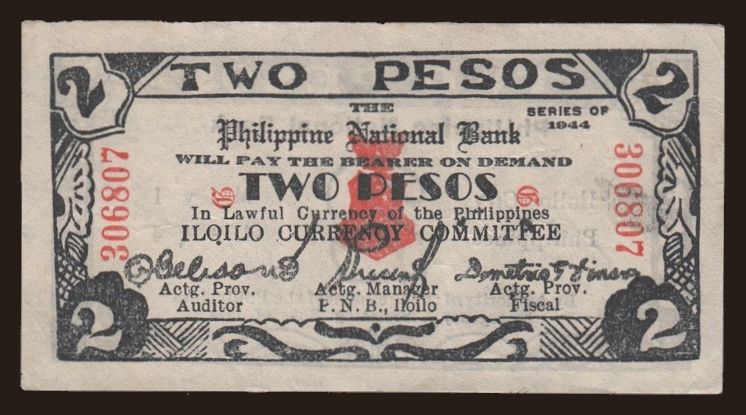 2 TWO PESOS 2
THE
SERIES OF
1944
Philippine National Bank
WILL PAY THE BEARER ON DEMAND
TWO PESOS
306807
G G
306807
In Lawful Currency of the Philippines
ILOILO CURRENCY COMMITTEE
Actg. Prov. Actg. Manager Actg. Prov.
Auditor P.N.B., Iloilo Fiscal
2 2